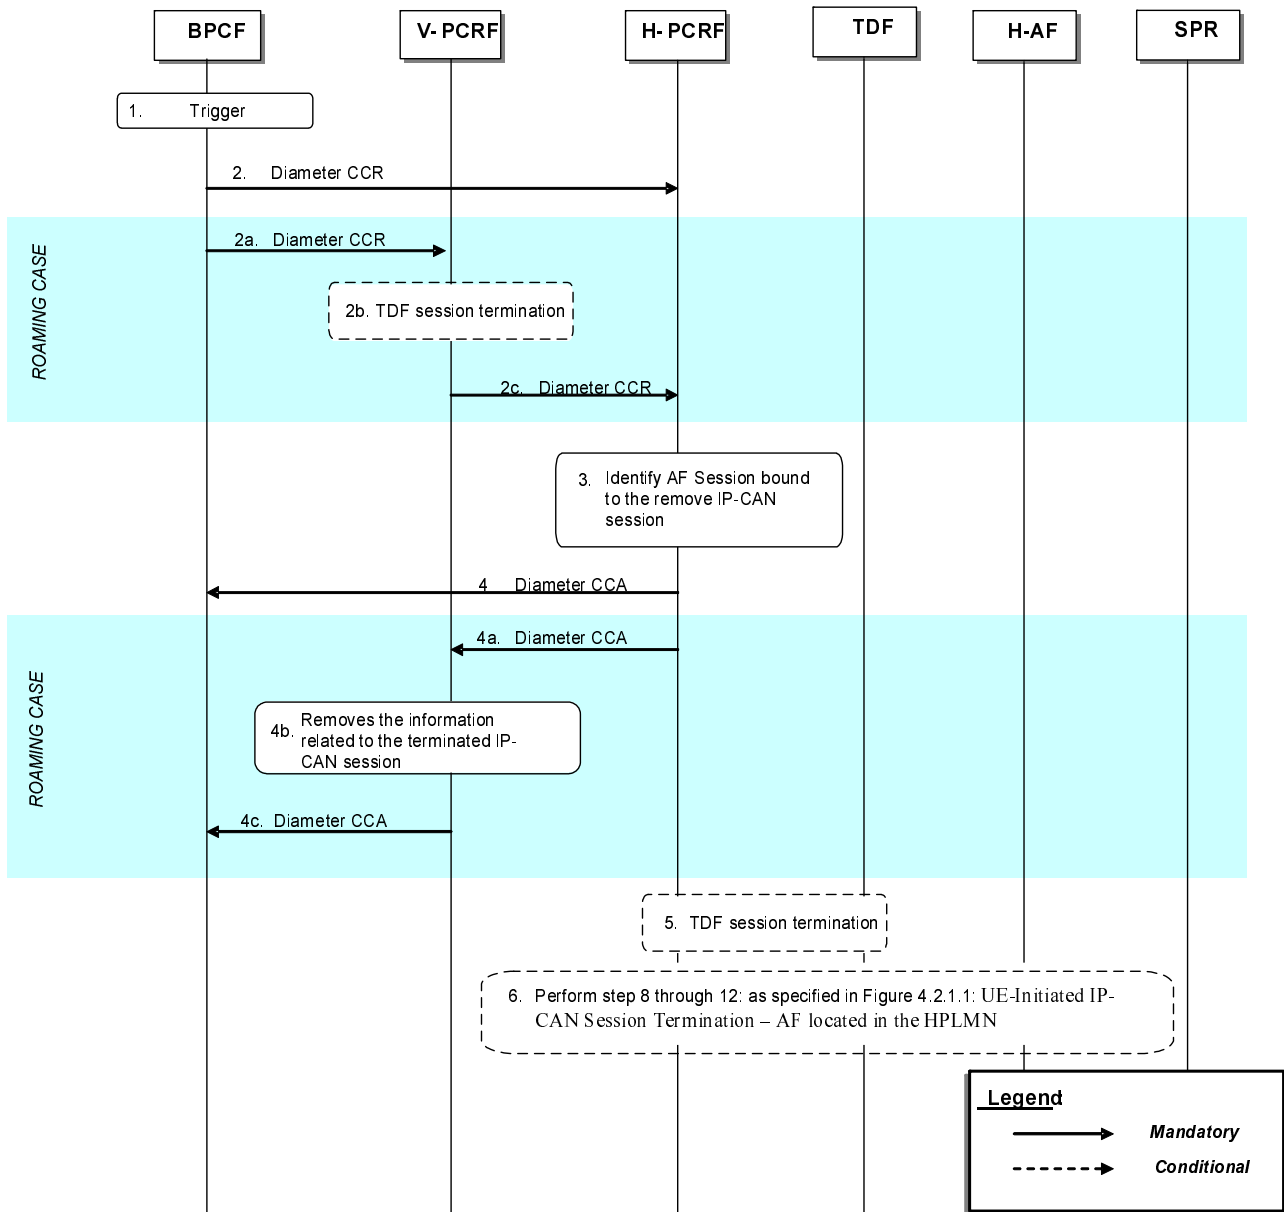 BPCF
V- PCRF
H- PCRF
TDF
H-AF
SPR
1. Trigger
2. Diameter CCR
ROAMING CASE
2a. Diameter CCR
2b. TDF session termination
2c. Diameter CCR
3. Identify AF Session bound
to the remove IP-CAN
session
4 Diameter CCA
ROAMING CASE
4a. Diameter CCA
4b. Removes the information
related to the terminated IP-
CAN session
4c. Diameter CCA
5. TDF session termination
6. Perform step 8 through 12: as specified in Figure 4.2.1.1: UE-Initiated IP-
CAN Session Termination – AF located in the HPLMN
Legend
Mandatory
Conditional